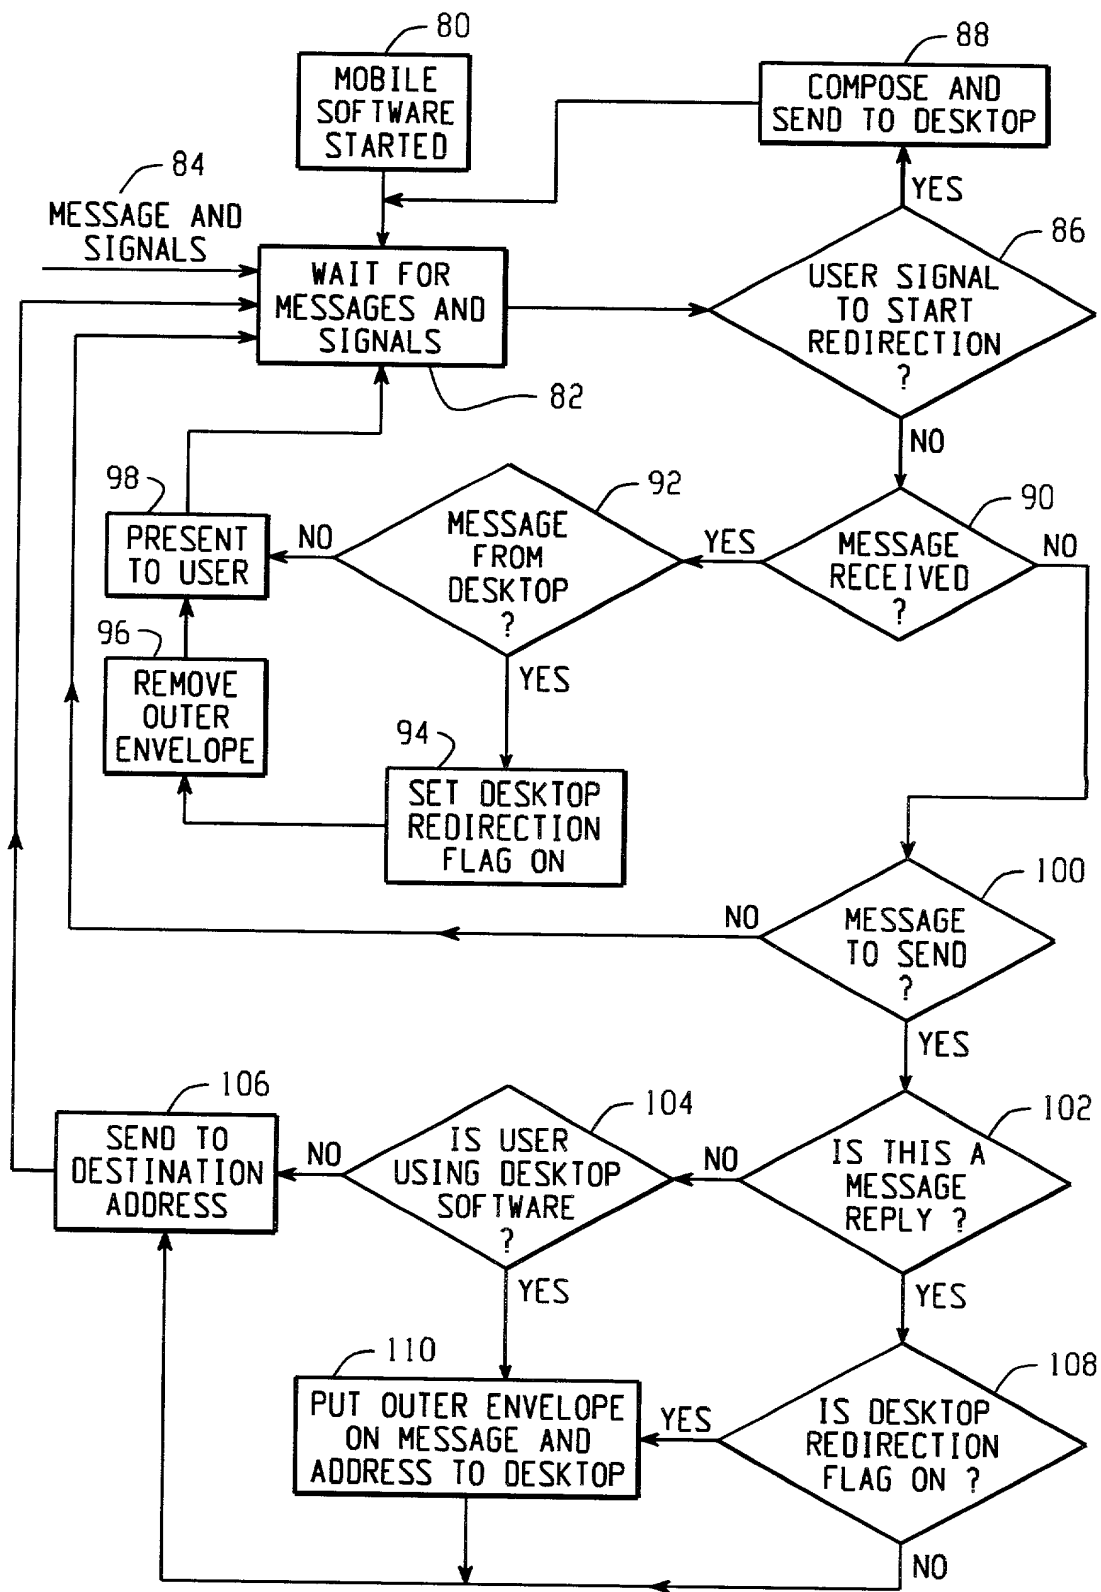 80
MOBILE
SOFTWARE
STARTED
88
COMPOSE AND
SEND TO DESKTOP
YES
84
MESSAGE AND
SIGNALS
WAIT FOR
MESSAGES AND
SIGNALS
82
86
USER SIGNAL
TO START
REDIRECTION
?
NO
98
PRESENT
TO USER
NO
92
MESSAGE
FROM
DESKTOP
?
YES
YES
90
MESSAGE
RECEIVED
?
NO
96
REMOVE
OUTER
ENVELOPE
94
SET DESKTOP
REDIRECTION
FLAG ON
100
NO
MESSAGE
TO SEND
?
YES
106
SEND TO
DESTINATION
ADDRESS
NO
104
IS USER
USING DESKTOP
SOFTWARE
?
YES
NO
102
IS THIS A
MESSAGE
REPLY ?
YES
110
PUT OUTER ENVELOPE
ON MESSAGE AND
ADDRESS TO DESKTOP
YES
108
IS DESKTOP
REDIRECTION
FLAG ON ?
NO